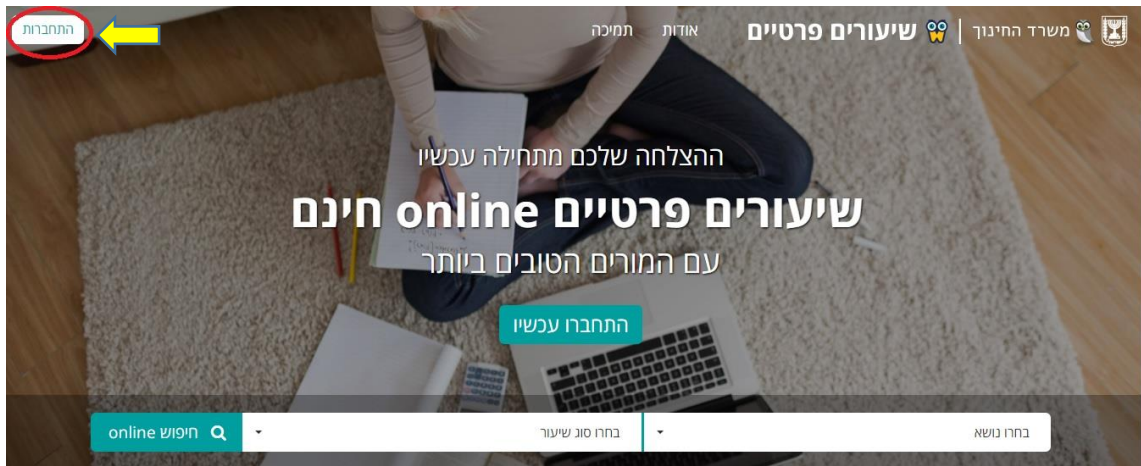 משרד החינוך | שיעורים פרטיים אודות תמיכה התחברות
ההצלחה שלכם מתחילה עכשיו
שיעורים פרטיים online חינם
עם המורים הטובים ביותר
התחברו עכשיו
בחרו נושא בחרו סוג שיעור חיפוש online